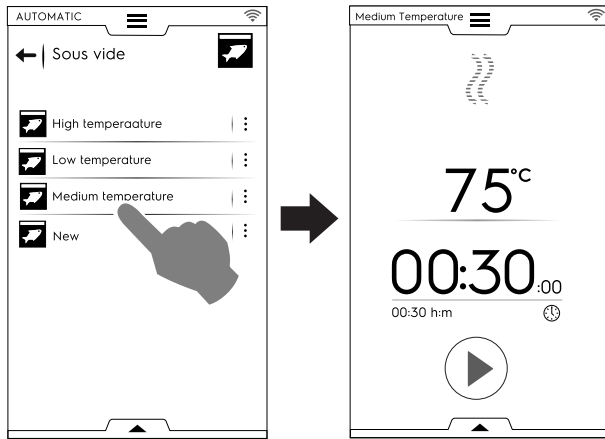 AUTOMATIC
Sous vide
High temperaature
Low temperature
Medium temperature
New
Medium Temperature
75°C
00:30:00
00:30 h:m